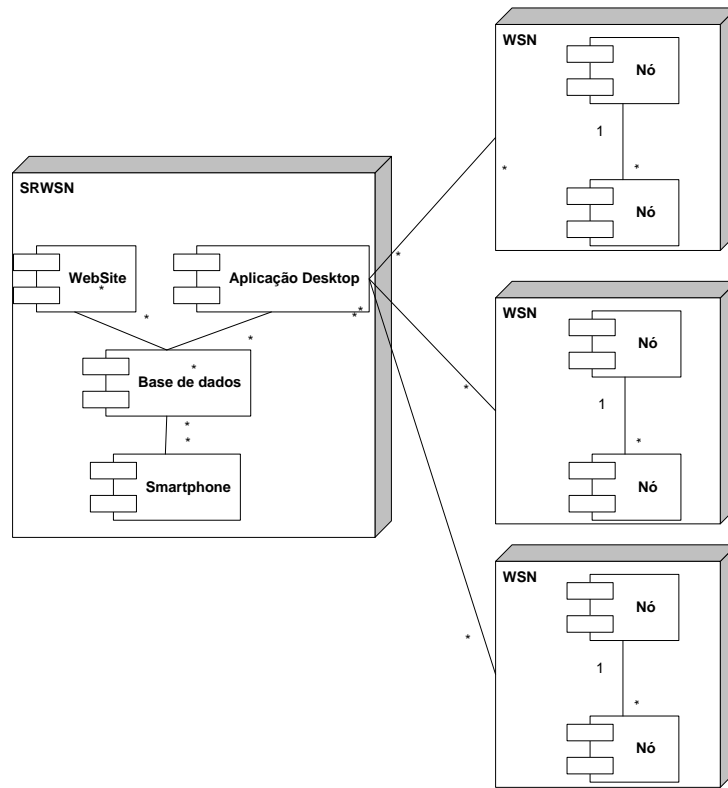 SRWSN
WebSite
*
*
Aplicação Desktop
*
**
Base de dados
*
*
*
Smartphone
*
*
*
*
WSN
Nó
1
*
Nó
WSN
Nó
1
*
Nó
WSN
Nó
1
*
Nó